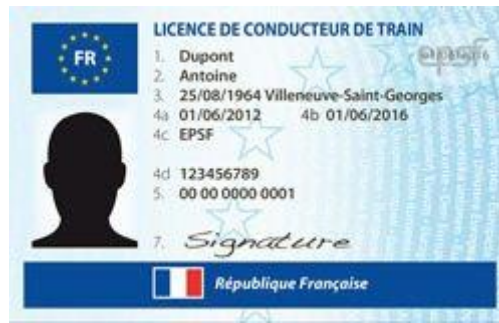 FR
LICENCE DE CONDUCTEUR DE TRAIN
1. Dupont
2. Antoine
3. 25/08/1964 Villeneuve-Saint-Georges
4a 01/06/2012 4b 01/06/2016
4c EPSF
4d 123456789
5. 00 00 0000 0001
7. Signature
République Française